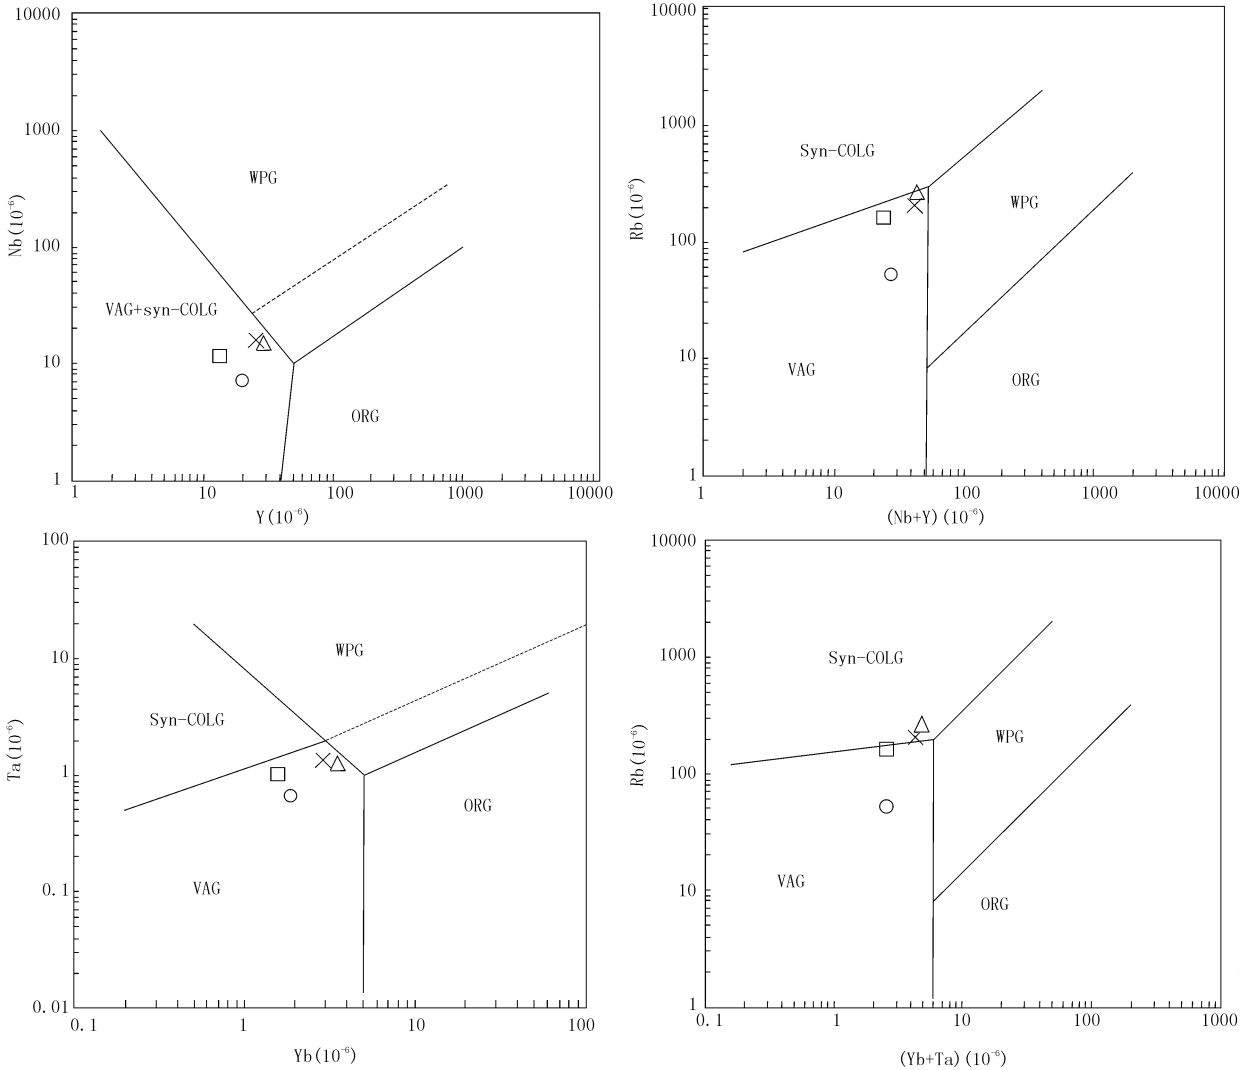 10000
1000
100
10
1
Nb(10⁻⁶)
WPG
VAG+syn-COLG
ORG
1
10
100
1000
10000
Y(10⁻⁶)
10000
1000
100
10
1
Rb(10⁻⁶)
Syn-COLG
WPG
VAG
ORG
1
10
100
1000
10000
(Nb+Y)(10⁻⁶)
100
10
1
0.1
0.01
Ta(10⁻⁶)
WPG
Syn-COLG
ORG
VAG
0.1
1
10
100
Yb(10⁻⁶)
10000
1000
100
10
1
Rb(10⁻⁶)
Syn-COLG
WPG
VAG
ORG
0.1
1
10
100
1000
(Yb+Ta)(10⁻⁶)